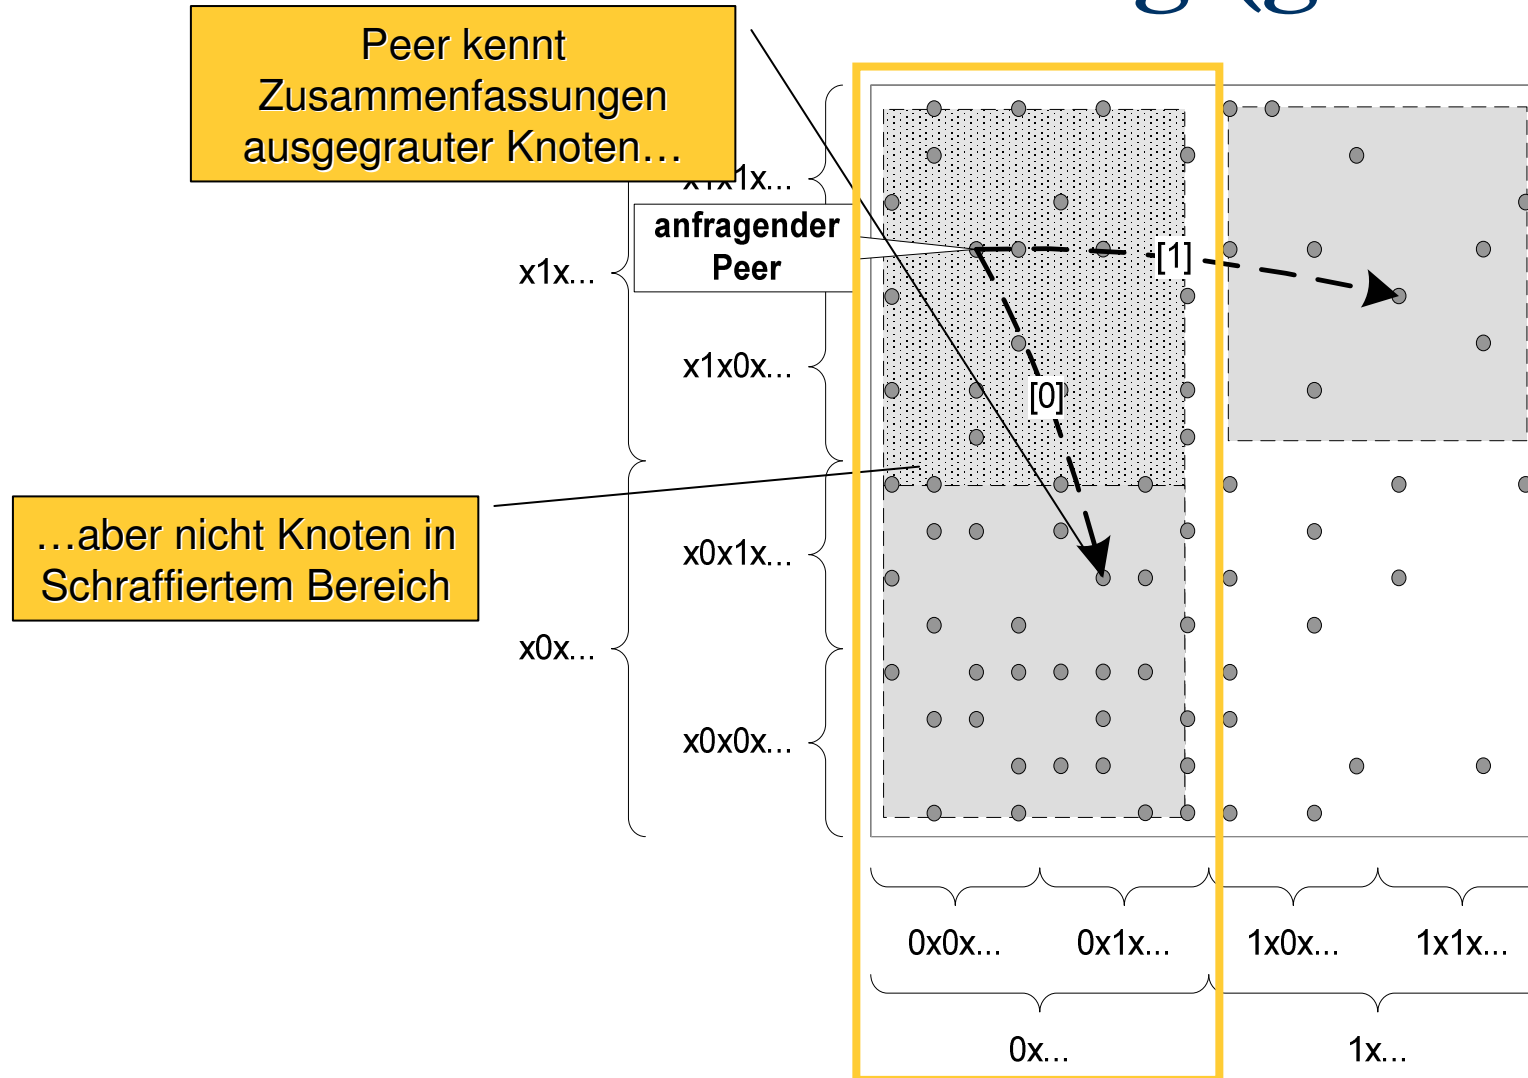 Peer kennt
Zusammenfassungen
ausgegrauter Knoten…
anfragender
Peer
x1x...
[1]
x1x0x...
[0]
…aber nicht Knoten in
Schraffiertem Bereich
x0x1x...
x0x...
x0x0x...
0x0x...
0x1x...
1x0x...
1x1x...
0x...
1x...